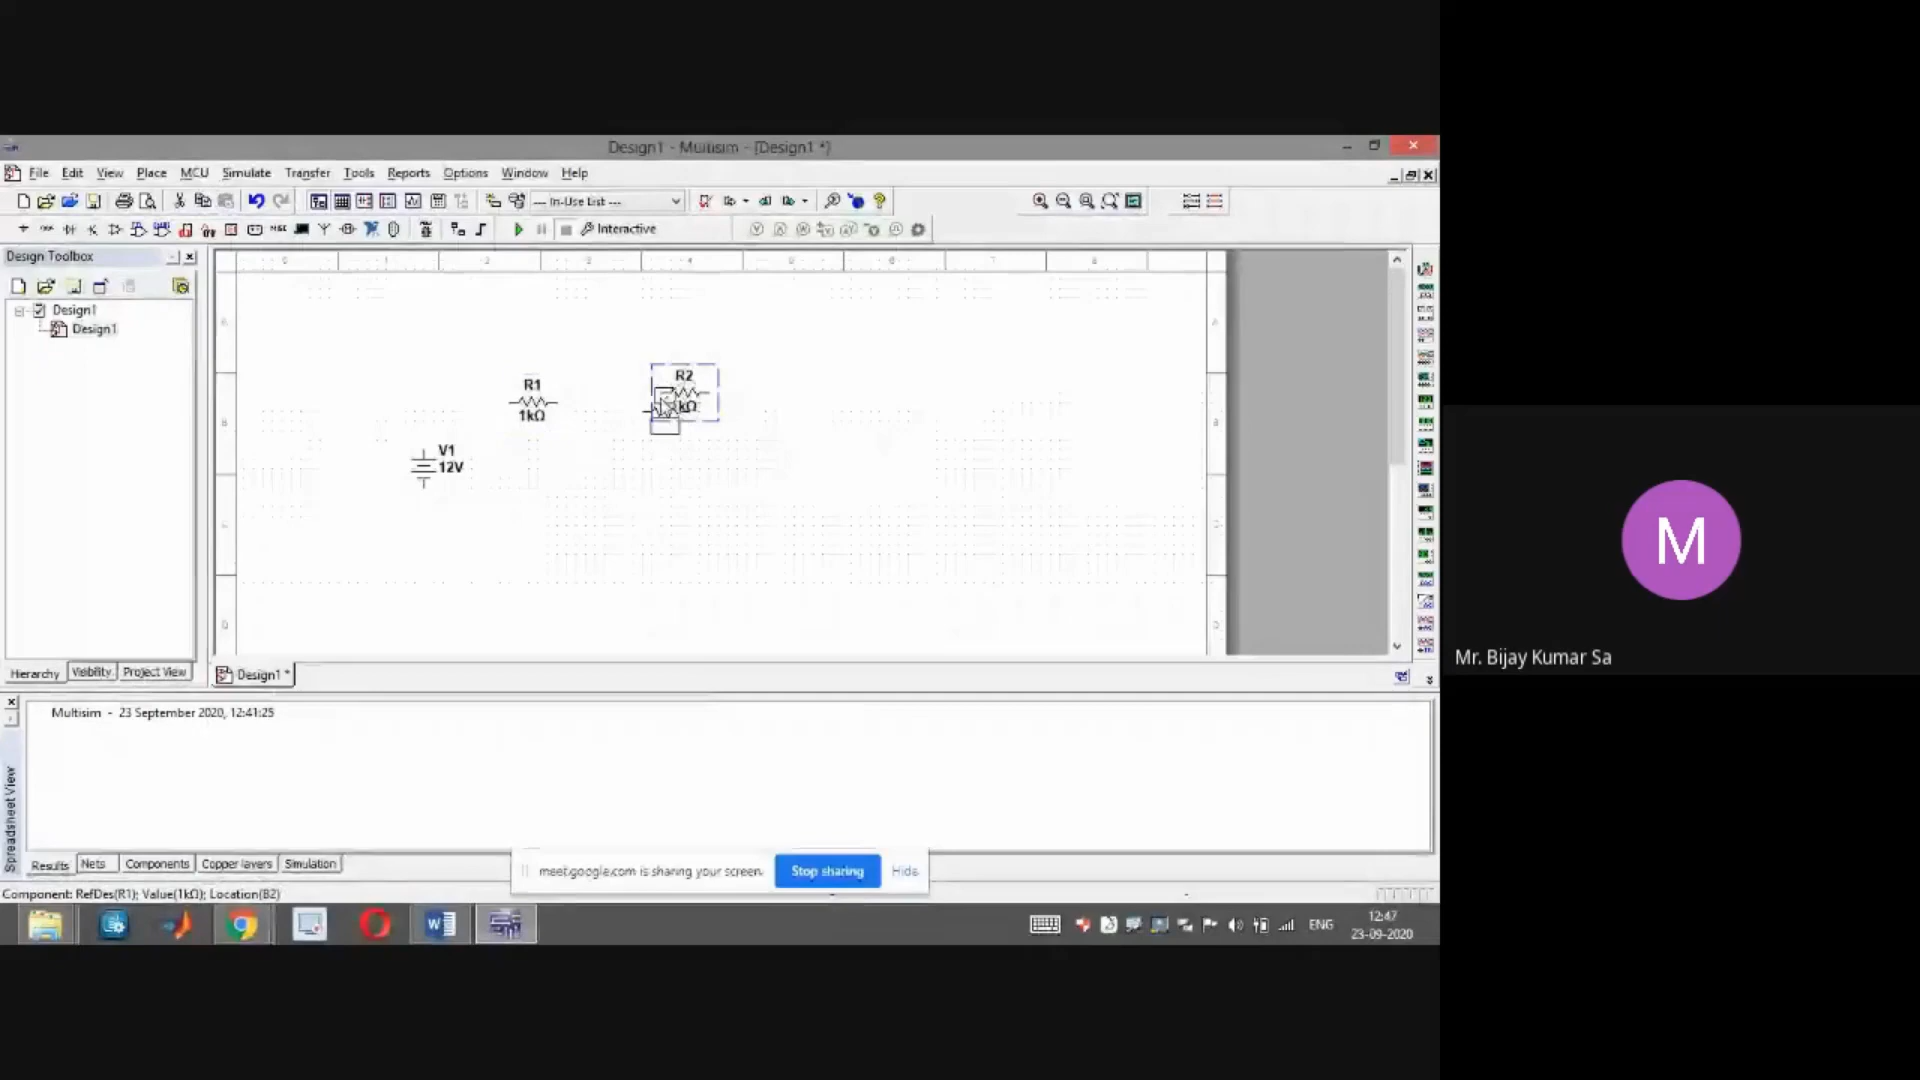 Design1 - Multisim - [Design1 *]
File Edit View Place MCU Simulate Transfer Tools Reports Options Window Help
--- In-Use List ---
Interactive
Design Toolbox
Design1
Design1
R1
1kΩ
R2
kΩ
V1
12V
Hierarchy Visibility Project View
Design1 *
Multisim - 23 September 2020, 12:41:25
Spreadsheet View
Results Nets Components Copper layers Simulation
meet.google.com is sharing your screen. Stop sharing Hide
Component: RefDes(R1); Value(1kΩ); Location(B2)
ENG
12:47
23-09-2020
M
Mr. Bijay Kumar Sa